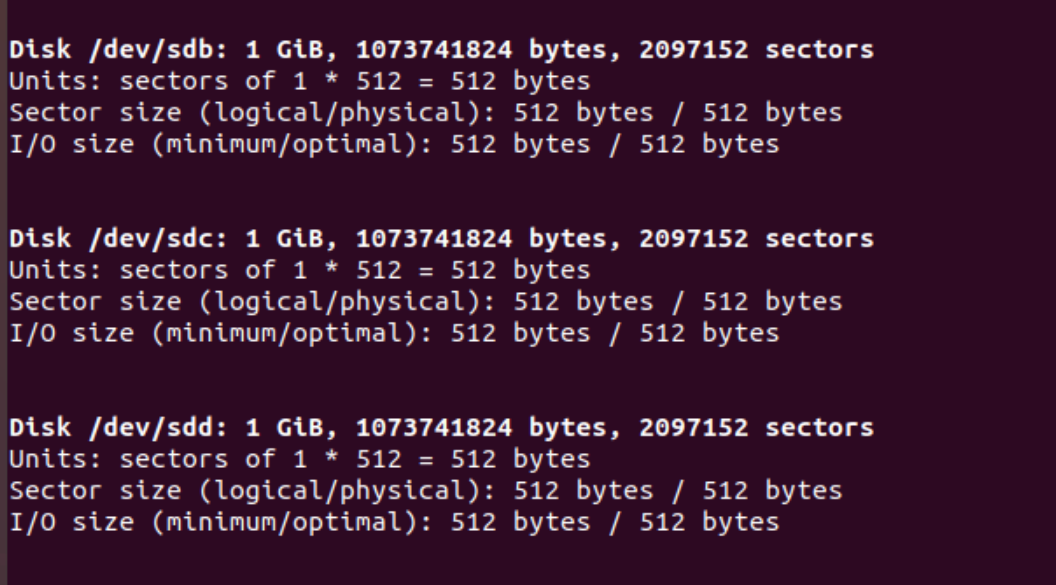 Disk /dev/sdb: 1 GiB, 1073741824 bytes, 2097152 sectors
Units: sectors of 1 * 512 = 512 bytes
Sector size (logical/physical): 512 bytes / 512 bytes
I/O size (minimum/optimal): 512 bytes / 512 bytes
Disk /dev/sdc: 1 GiB, 1073741824 bytes, 2097152 sectors
Units: sectors of 1 * 512 = 512 bytes
Sector size (logical/physical): 512 bytes / 512 bytes
I/O size (minimum/optimal): 512 bytes / 512 bytes
Disk /dev/sdd: 1 GiB, 1073741824 bytes, 2097152 sectors
Units: sectors of 1 * 512 = 512 bytes
Sector size (logical/physical): 512 bytes / 512 bytes
I/O size (minimum/optimal): 512 bytes / 512 bytes